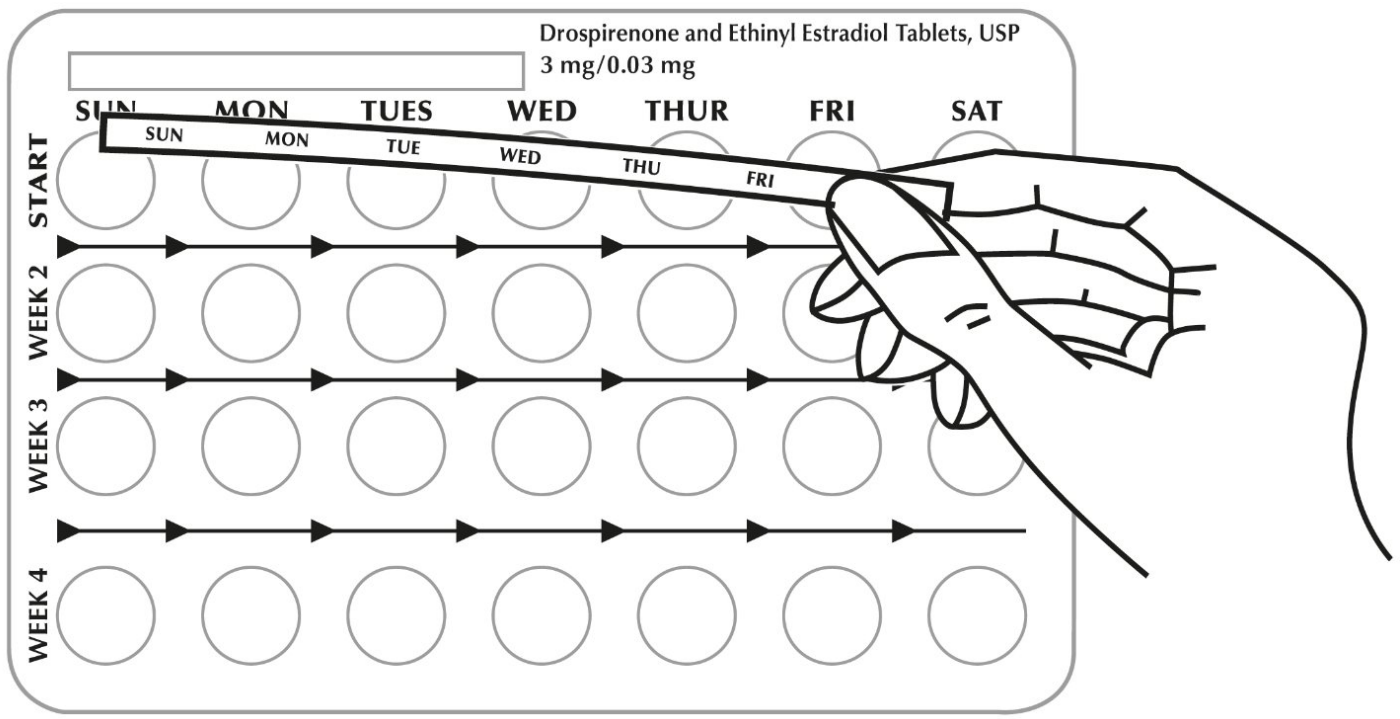 Drospirenone and Ethinyl Estradiol Tablets, USP
3 mg/0.03 mg
SUN MON TUES WED THUR FRI SAT
SUN MON TUE WED THU FRI
START
WEEK 2
WEEK 3
WEEK 4